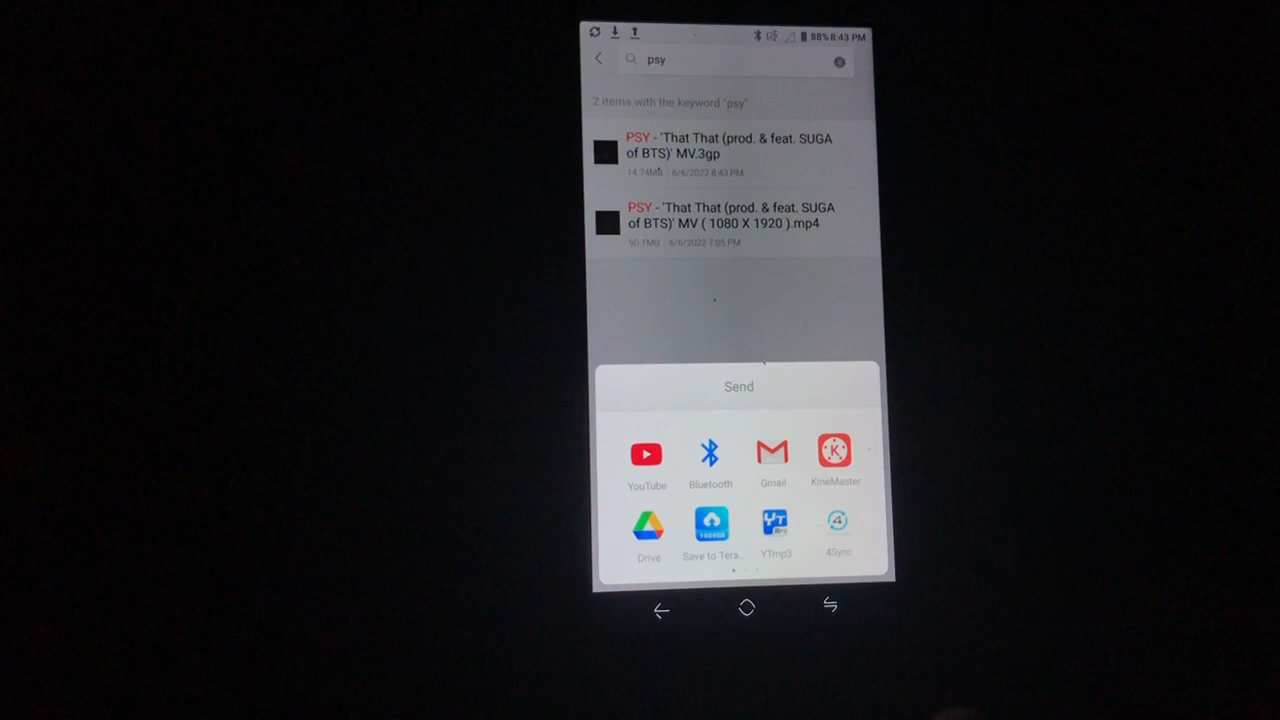 88% 8:43 PM
psy
2 items with the keyword "psy"
PSY - 'That That (prod. & feat. SUGA
of BTS)' MV.3gp
14.74MB 6/6/2022 8:43 PM
PSY - 'That That (prod. & feat. SUGA
of BTS)' MV ( 1080 X 1920 ).mp4
90.1MB 6/6/2022 7:05 PM
Send
K
YouTube Bluetooth Gmail KineMaster
1024GB YT 4
Drive Save to Tera... YTmp3 4Sync